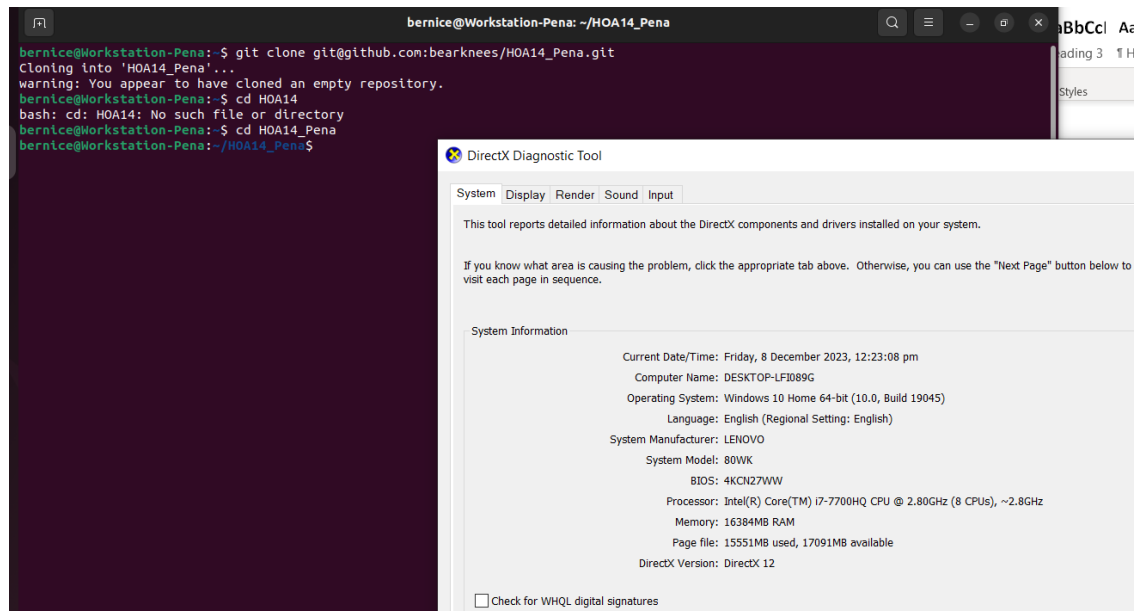 bernice@Workstation-Pena: ~/HOA14_Pena
bernice@Workstation-Pena:~$ git clone git@github.com:bearknees/HOA14_Pena.git
Cloning into 'HOA14_Pena'...
warning: You appear to have cloned an empty repository.
bernice@Workstation-Pena:~$ cd HOA14
bash: cd: HOA14: No such file or directory
bernice@Workstation-Pena:~$ cd HOA14_Pena
bernice@Workstation-Pena:~/HOA14_Pena$
ading 3 ¶ H
Styles
DirectX Diagnostic Tool
System Display Render Sound Input
This tool reports detailed information about the DirectX components and drivers installed on your system.
If you know what area is causing the problem, click the appropriate tab above. Otherwise, you can use the "Next Page" button below to
visit each page in sequence.
System Information
Current Date/Time: Friday, 8 December 2023, 12:23:08 pm
Computer Name: DESKTOP-LFI089G
Operating System: Windows 10 Home 64-bit (10.0, Build 19045)
Language: English (Regional Setting: English)
System Manufacturer: LENOVO
System Model: 80WK
BIOS: 4KCN27WW
Processor: Intel(R) Core(TM) i7-7700HQ CPU @ 2.80GHz (8 CPUs), ~2.8GHz
Memory: 16384MB RAM
Page file: 15551MB used, 17091MB available
DirectX Version: DirectX 12
Check for WHQL digital signatures